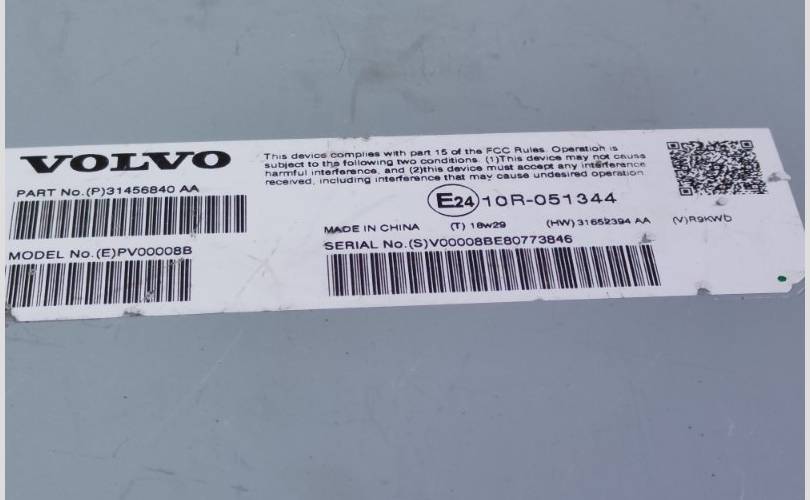 VOLVO
PART No.(P)31456840 AA
MODEL No.(E)PV00008B
This device complies with part 15 of the FCC Rules. Operation is
subject to the following two conditions. (1)This device may not cause
harmful interference, and (2)this device must accept any interference
received, including interference that may cause undesired operation.
E24 10R-051344
MADE IN CHINA (T) 18w29 (HW) 31652394 AA (V)R9KWb
SERIAL No.(S)V00008BE80773846